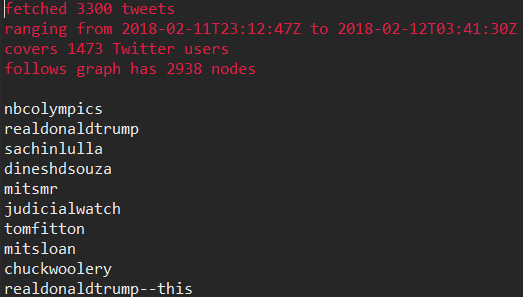 fetched 3300 tweets
ranging from 2018-02-11T23:12:47Z to 2018-02-12T03:41:30Z
covers 1473 Twitter users
follows graph has 2938 nodes
nbcolympics
realdonaldtrump
sachinlulla
dineshdsouza
mitsmr
judicialwatch
tomfitton
mitsloan
chuckwoolery
realdonaldtrump--this